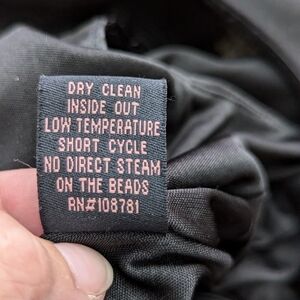 DRY CLEAN
INSIDE OUT
LOW TEMPERATURE
SHORT CYCLE
NO DIRECT STEAM
ON THE BEADS
RN#108781